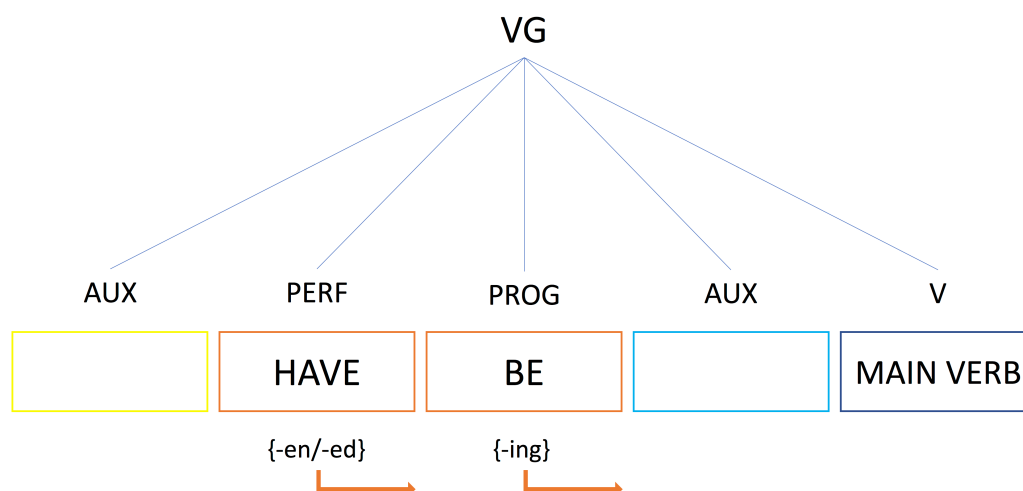 VG
AUX PERF PROG AUX V
HAVE BE MAIN VERB
{-en/-ed} {-ing}